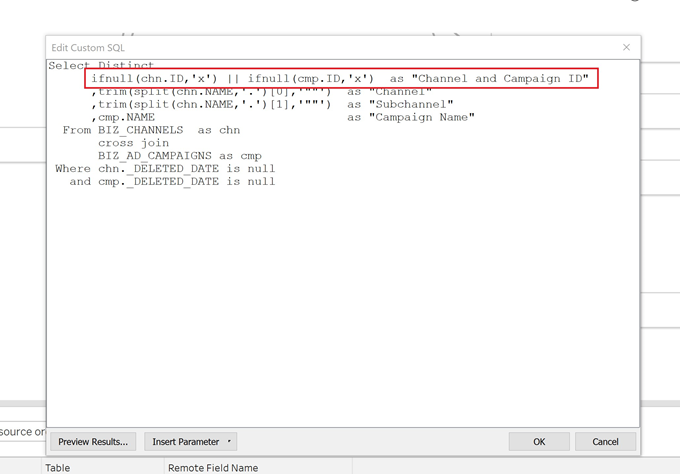 Edit Custom SQL
Select Distinct
ifnull(chn.ID,'x') || ifnull(cmp.ID,'x') as "Channel and Campaign ID"
,trim(split(chn.NAME,'.')[0],'""') as "Channel"
,trim(split(chn.NAME,'.')[1],'""') as "Subchannel"
,cmp.NAME as "Campaign Name"
From BIZ_CHANNELS as chn
cross join
BIZ_AD_CAMPAIGNS as cmp
Where chn._DELETED_DATE is null
and cmp._DELETED_DATE is null
source or
Preview Results... Insert Parameter OK Cancel
Table Remote Field Name